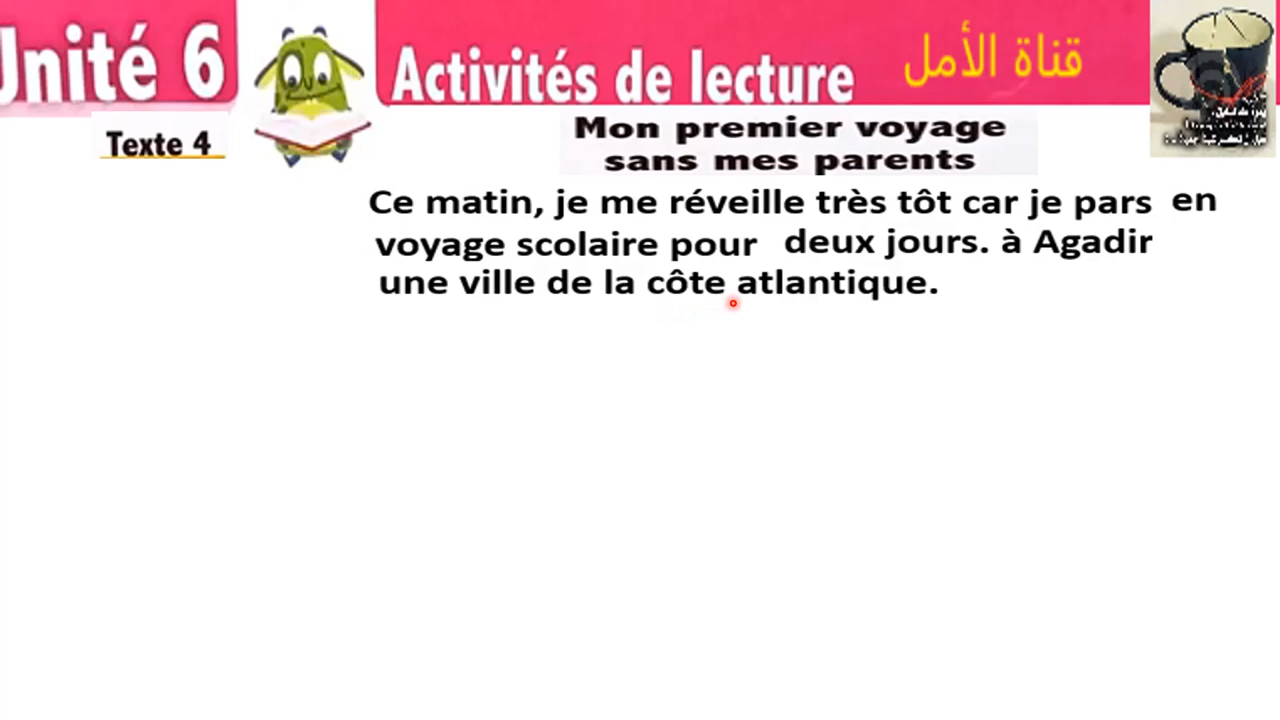 Unité 6
Activités de lecture
قناة الأمل
Texte 4
Mon premier voyage
sans mes parents
Ce matin, je me réveille très tôt car je pars en
voyage scolaire pour deux jours. à Agadir
une ville de la côte atlantique.